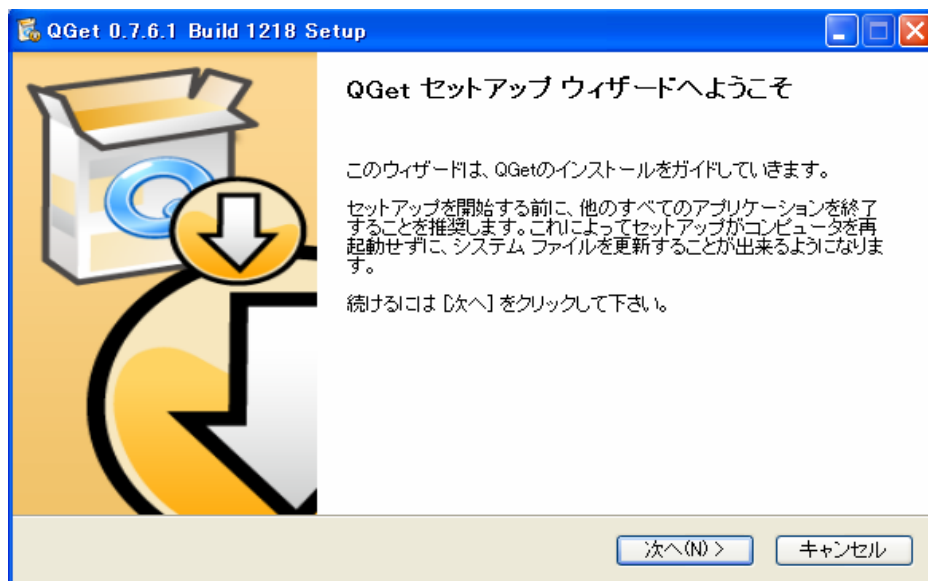 QGet 0.7.6.1 Build 1218 Setup
QGet セットアップ ウィザードへようこそ
このウィザードは、QGetのインストールをガイドしていきます。
セットアップを開始する前に、他のすべてのアプリケーションを終了
することを推奨します。これによってセットアップがコンピュータを再
起動せずに、システム ファイルを更新することが出来るようになりま
す。
続けるには [次へ] をクリックして下さい。
次へ(N) >
キャンセル